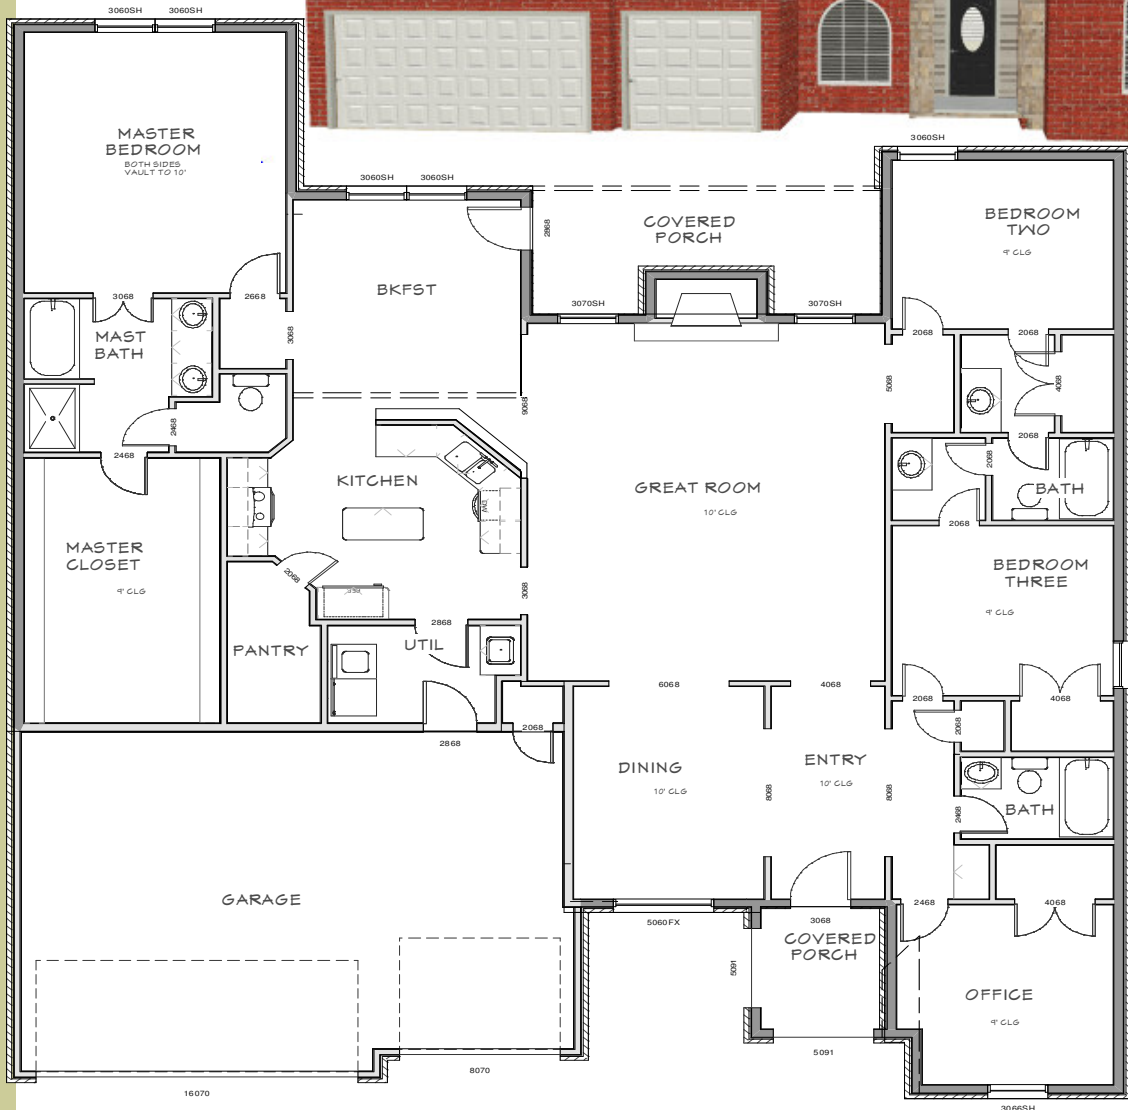 3060SH 3060SH
MASTER
BEDROOM
BOTH SIDES
VAULT TO 10'
3060SH 3060SH
2868
COVERED
PORCH
3060SH
BEDROOM
TWO
9' CLG
BKFST
3068
2668
3068
MAST
BATH
2468
2468
3070SH
3070SH
9068
5068
2068
2068
4068
2068
2068
2068
BATH
KITCHEN
DW
GREAT ROOM
10' CLG
MASTER
CLOSET
9' CLG
2068
REF
3068
BEDROOM
THREE
9' CLG
PANTRY
2868
UTIL
2868
2068
6068
4068
2068
4068
2068
DINING
10' CLG
8068
ENTRY
10' CLG
8068
2468
BATH
GARAGE
5060FX
3068
2468
4068
COVERED
PORCH
5091
5091
OFFICE
9' CLG
16070
8070
3066SH